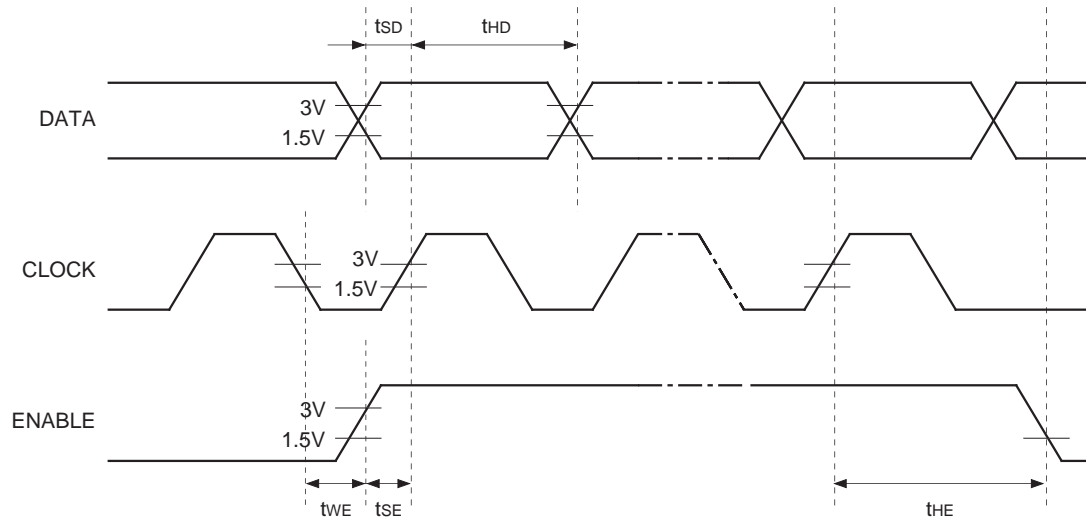 tSD
tHD
DATA
3V
1.5V
CLOCK
3V
1.5V
ENABLE
3V
1.5V
tWE
tSE
tHE